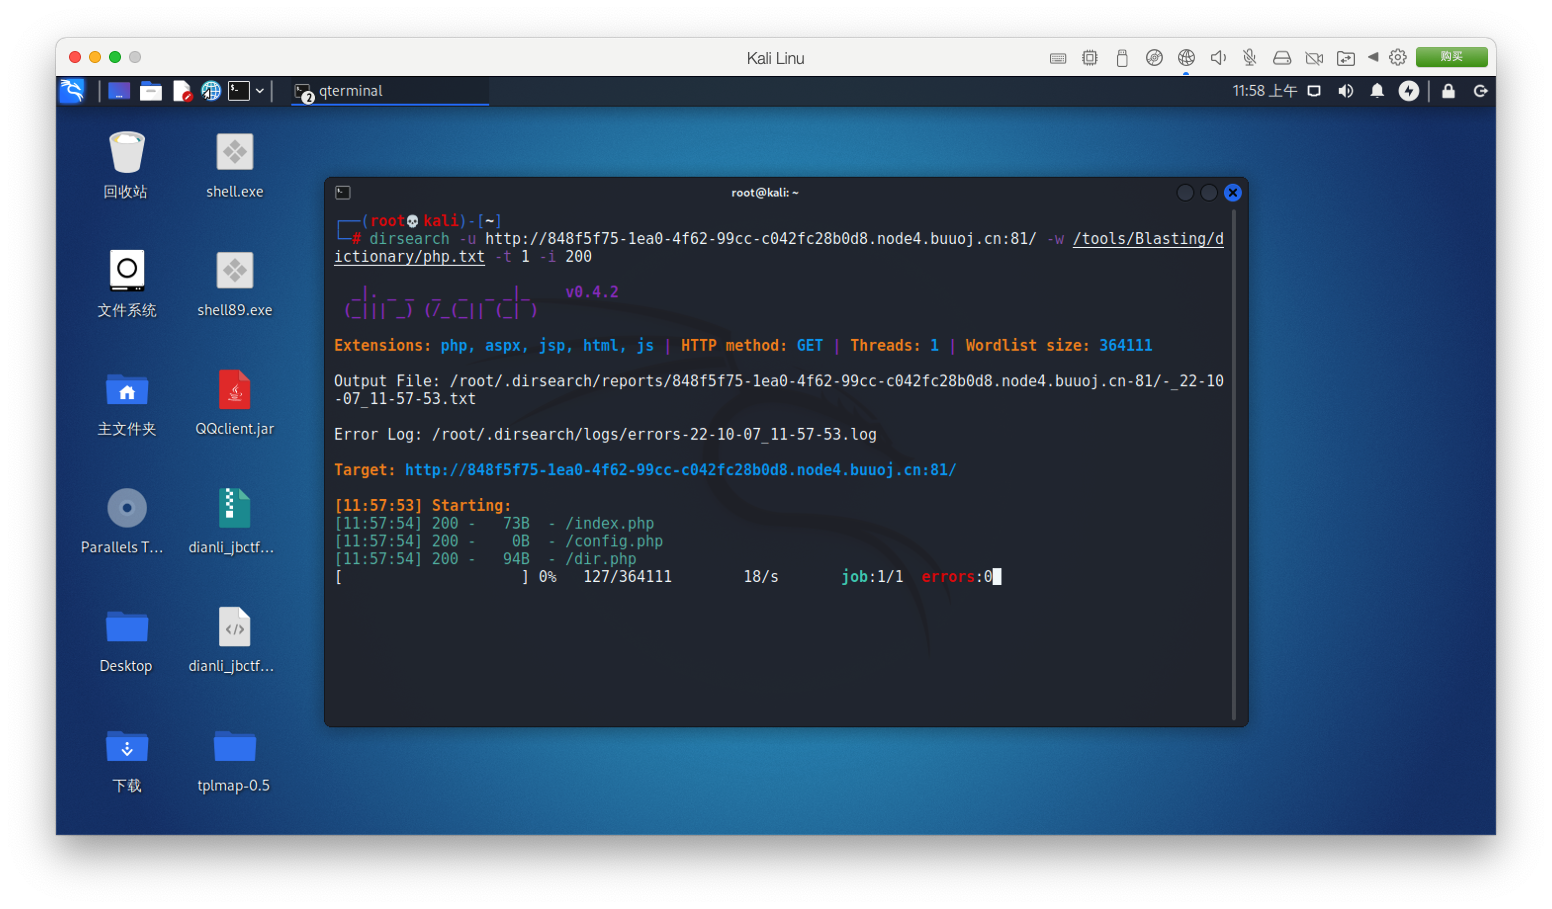 Kali Linu
购买
qterminal
2
11:58 上午
回收站
shell.exe
文件系统
shell89.exe
主文件夹
QQclient.jar
Parallels T...
dianli_jbctf...
Desktop
dianli_jbctf...
下载
tplmap-0.5
root@kali: ~
(root💀kali)-[~]
# dirsearch -u http://848f5f75-1ea0-4f62-99cc-c042fc28b0d8.node4.buuoj.cn:81/ -w /tools/Blasting/d
ictionary/php.txt -t 1 -i 200
_|. _ _  _  _  _ _|_    v0.4.2
(_||| _) (/_(_|| (_| )
Extensions: php, aspx, jsp, html, js | HTTP method: GET | Threads: 1 | Wordlist size: 364111
Output File: /root/.dirsearch/reports/848f5f75-1ea0-4f62-99cc-c042fc28b0d8.node4.buuoj.cn-81/-_22-10
-07_11-57-53.txt
Error Log: /root/.dirsearch/logs/errors-22-10-07_11-57-53.log
Target: http://848f5f75-1ea0-4f62-99cc-c042fc28b0d8.node4.buuoj.cn:81/
[11:57:53] Starting:
[11:57:54] 200 -   73B  - /index.php
[11:57:54] 200 -    0B  - /config.php
[11:57:54] 200 -   94B  - /dir.php
[                    ] 0%   127/364111        18/s       job:1/1  errors:0